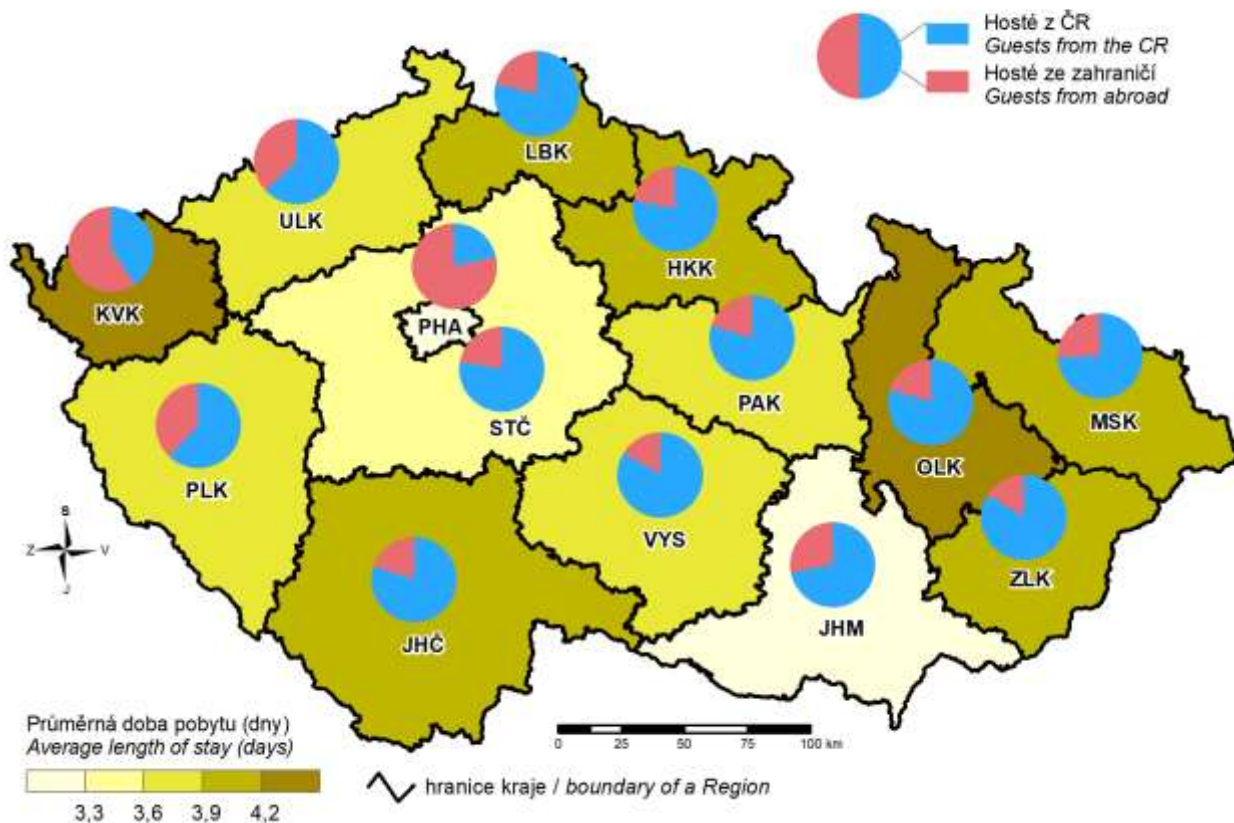 Hosté z ČR
Guests from the CR
Hosté ze zahraničí
Guests from abroad
LBK
ULK
HKK
KVK
PHA
STČ
PAK
MSK
OLK
PLK
VYS
ZLK
JHČ
JHM
S
Z V
J
Průměrná doba pobytu (dny)
Average length of stay (days)
3,3 3,6 3,9 4,2
hranice kraje / boundary of a Region
0 25 50 75 100 km